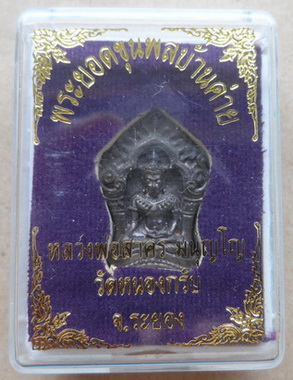 พระยอดขุนพลบ้านค่าย
หลวงพ่อสาคร มนุญโญ
วัดหนองกรับ
จ.ระยอง